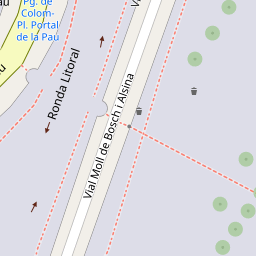 Pg. de
Colom-
Pl. Portal
de la Pau
Ronda Litoral
Vial Moll de Bosch i Alsina